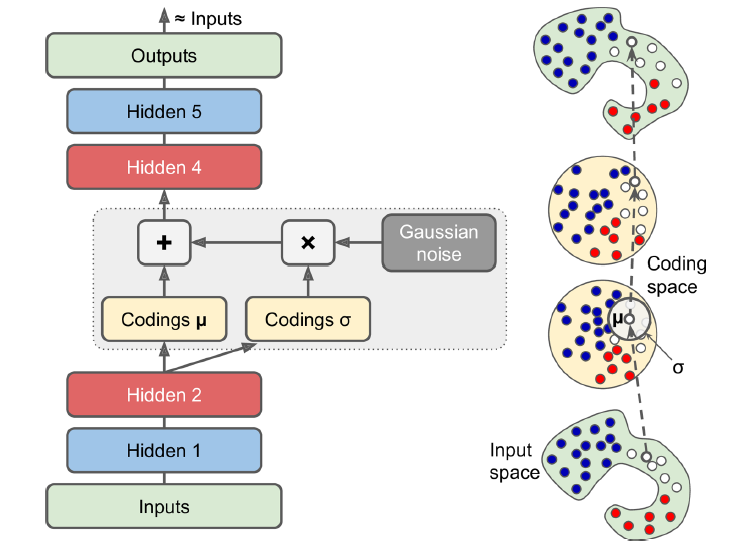 ≈ Inputs
Outputs
Hidden 5
Hidden 4
+
×
Gaussian
noise
Codings μ
Codings σ
Hidden 2
Hidden 1
Inputs
Coding
space
μ
σ
Input
space